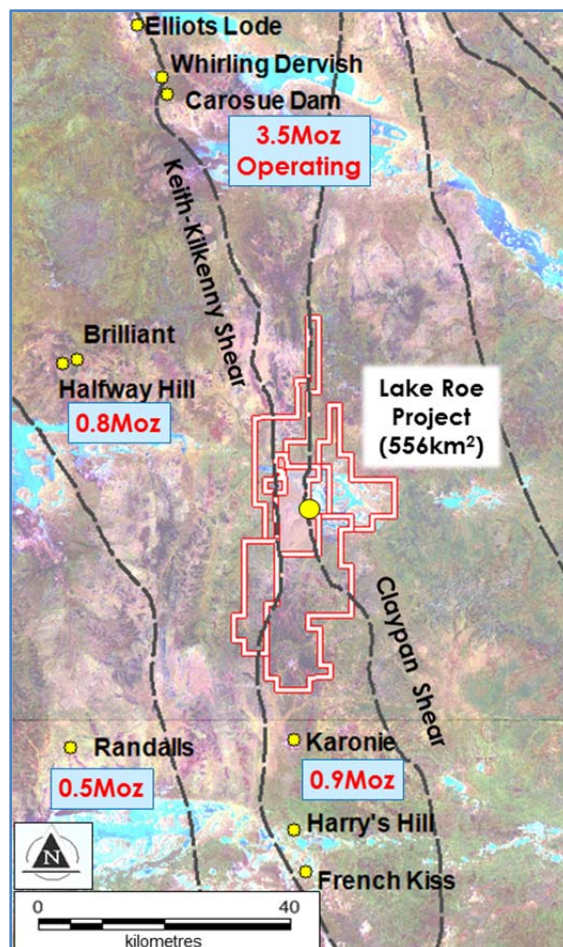 Elliots Lode
Whirling Dervish
Carosue Dam
3.5Moz
Operating
Keith-Kilkenny Shear
Brilliant
Halfway Hill
0.8Moz
Lake Roe
Project
(556km²)
Claypan Shear
Randalls
0.5Moz
Karonie
0.9Moz
Harry's Hill
French Kiss
N
0 40
kilometres